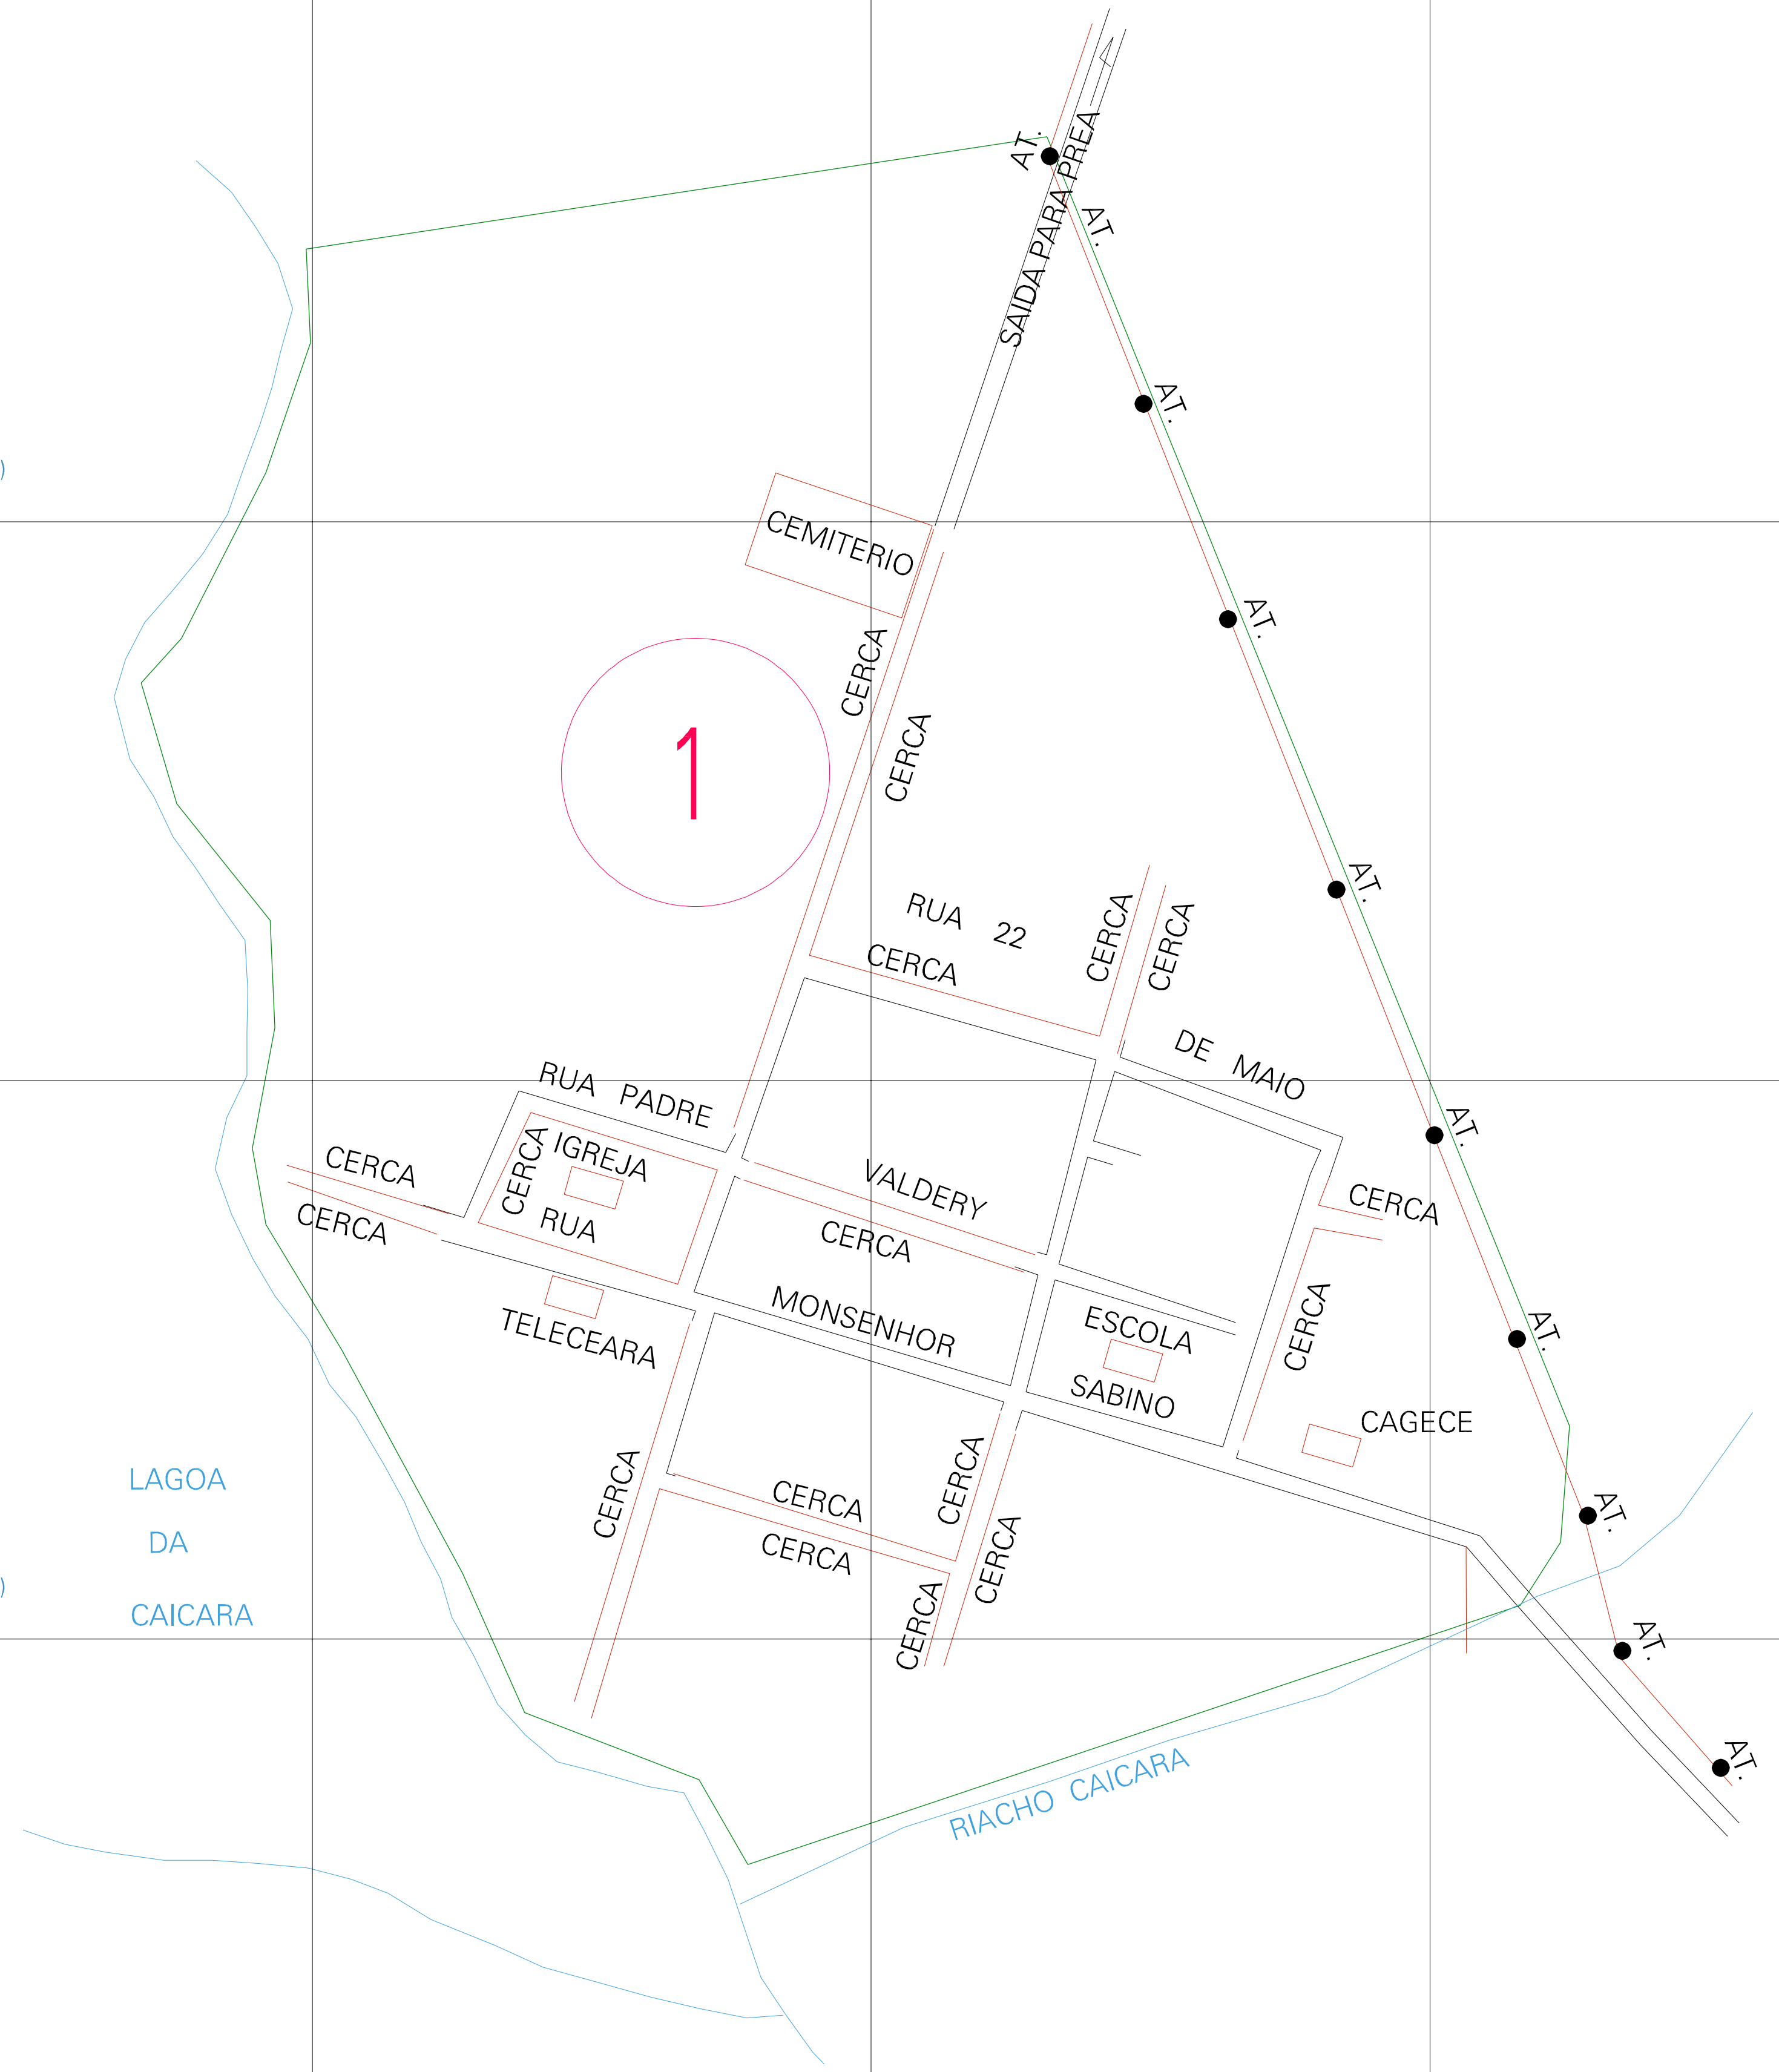 AT.
SAIDA PARA PREA
AT.
AT.
)
CEMITERIO
AT.
CERCA
1
CERCA
AT.
RUA 22
CERCA
CERCA
CERCA
DE MAIO
RUA PADRE
AT.
IGREJA
CERCA
CERCA
VALDERY
CERCA
CERCA
RUA
CERCA
MONSENHOR
ESCOLA
CERCA
AT.
TELECEARA
SABINO
CAGECE
LAGOA
DA
CAICARA
CERCA
CERCA
CERCA
CERCA
CERCA
AT.
)
CERCA
AT.
RIACHO CAICARA
AT.